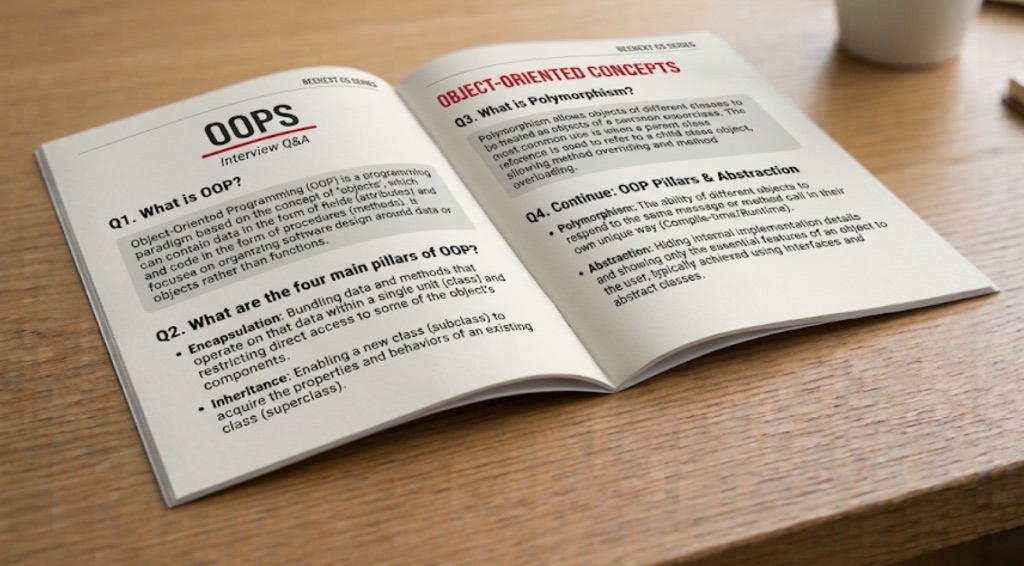 BEENEST CS SERIES
OOPS
Interview Q&A
Q1. What is OOP?
Object-Oriented Programming (OOP) is a programming
paradigm based on the concept of 'objects', which
can contain data in the form of fields (attributes) and
and code in the form of procedures (methods). It
focuses on organizing software design around data or
objects rather than functions.
Q2. What are the four main pillars of OOP?
• Encapsulation: Bundling data and methods that
operate on that data within a single unit (class) and
restricting direct access to some of the object's
components.
• Inheritance: Enabling a new class (subclass) to
acquire the properties and behaviors of an existing
class (superclass).
BEENEXT CS SERIES
OBJECT-ORIENTED CONCEPTS
Q3. What is Polymorphism?
Polymorphism allows objects of different classes to
be treated as objects of a common superclass. The
most common use is when a parent class
reference is used to refer to a child class object,
allowing method overriding and method
overloading.
Q4. Continue: OOP Pillars & Abstraction
• Polymorphism: The ability of different objects to
respond to the same message or method call in their
own unique way (Compile-time/Runtime).
• Abstraction: Hiding internal implementation details
and showing only the essential features of an object to
the user, typically achieved using interfaces and
abstract classes.